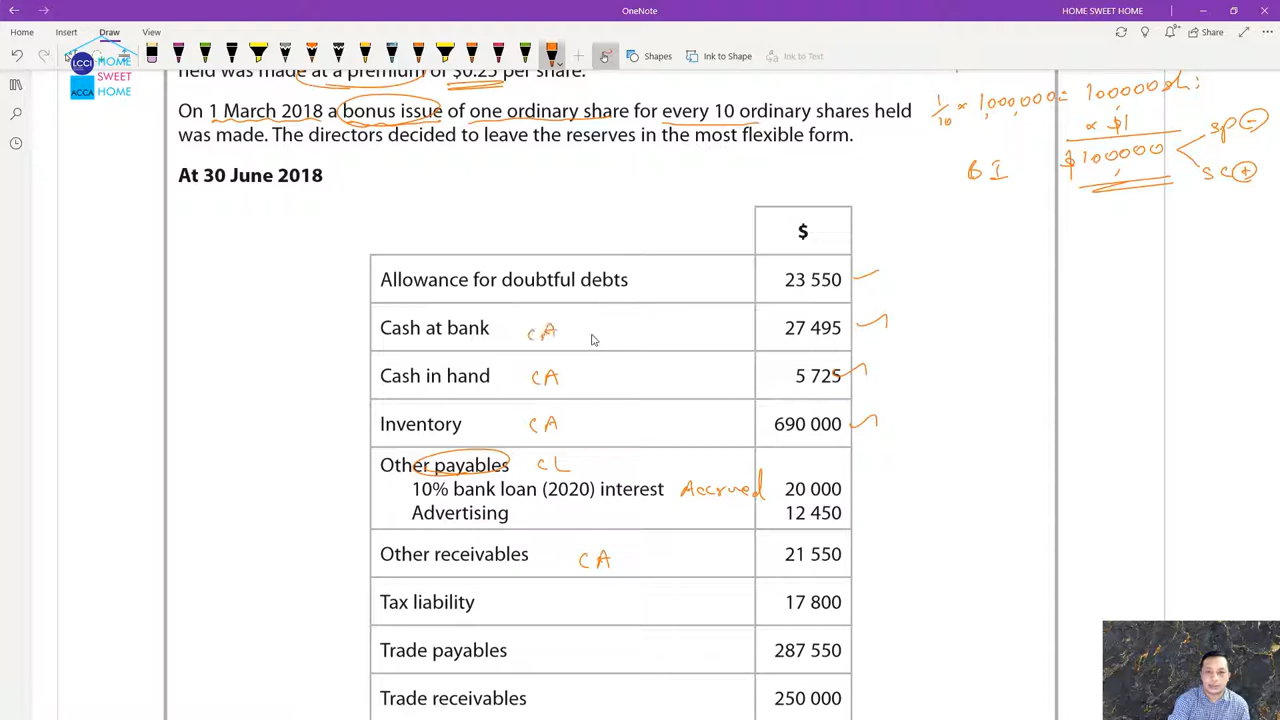 OneNote
HOME SWEET HOME
Home Insert Draw View
Share
Shapes Ink to Shape Ink to Text
LCCI HOME
SWEET
ACCA HOME
held was made at a premium of $0.25 per share.
On 1 March 2018 a bonus issue of one ordinary share for every 10 ordinary shares held
was made. The directors decided to leave the reserves in the most flexible form.
1/10 × 1,000,000 = 100000 sh:
× $1
$100,000
SP -
SC +
B I
At 30 June 2018
$
Allowance for doubtful debts 23 550
Cash at bank CA 27 495
Cash in hand CA 5 725
Inventory CA 690 000
Other payables CL
10% bank loan (2020) interest Accrued 20 000
Advertising 12 450
Other receivables CA 21 550
Tax liability 17 800
Trade payables 287 550
Trade receivables 250 000